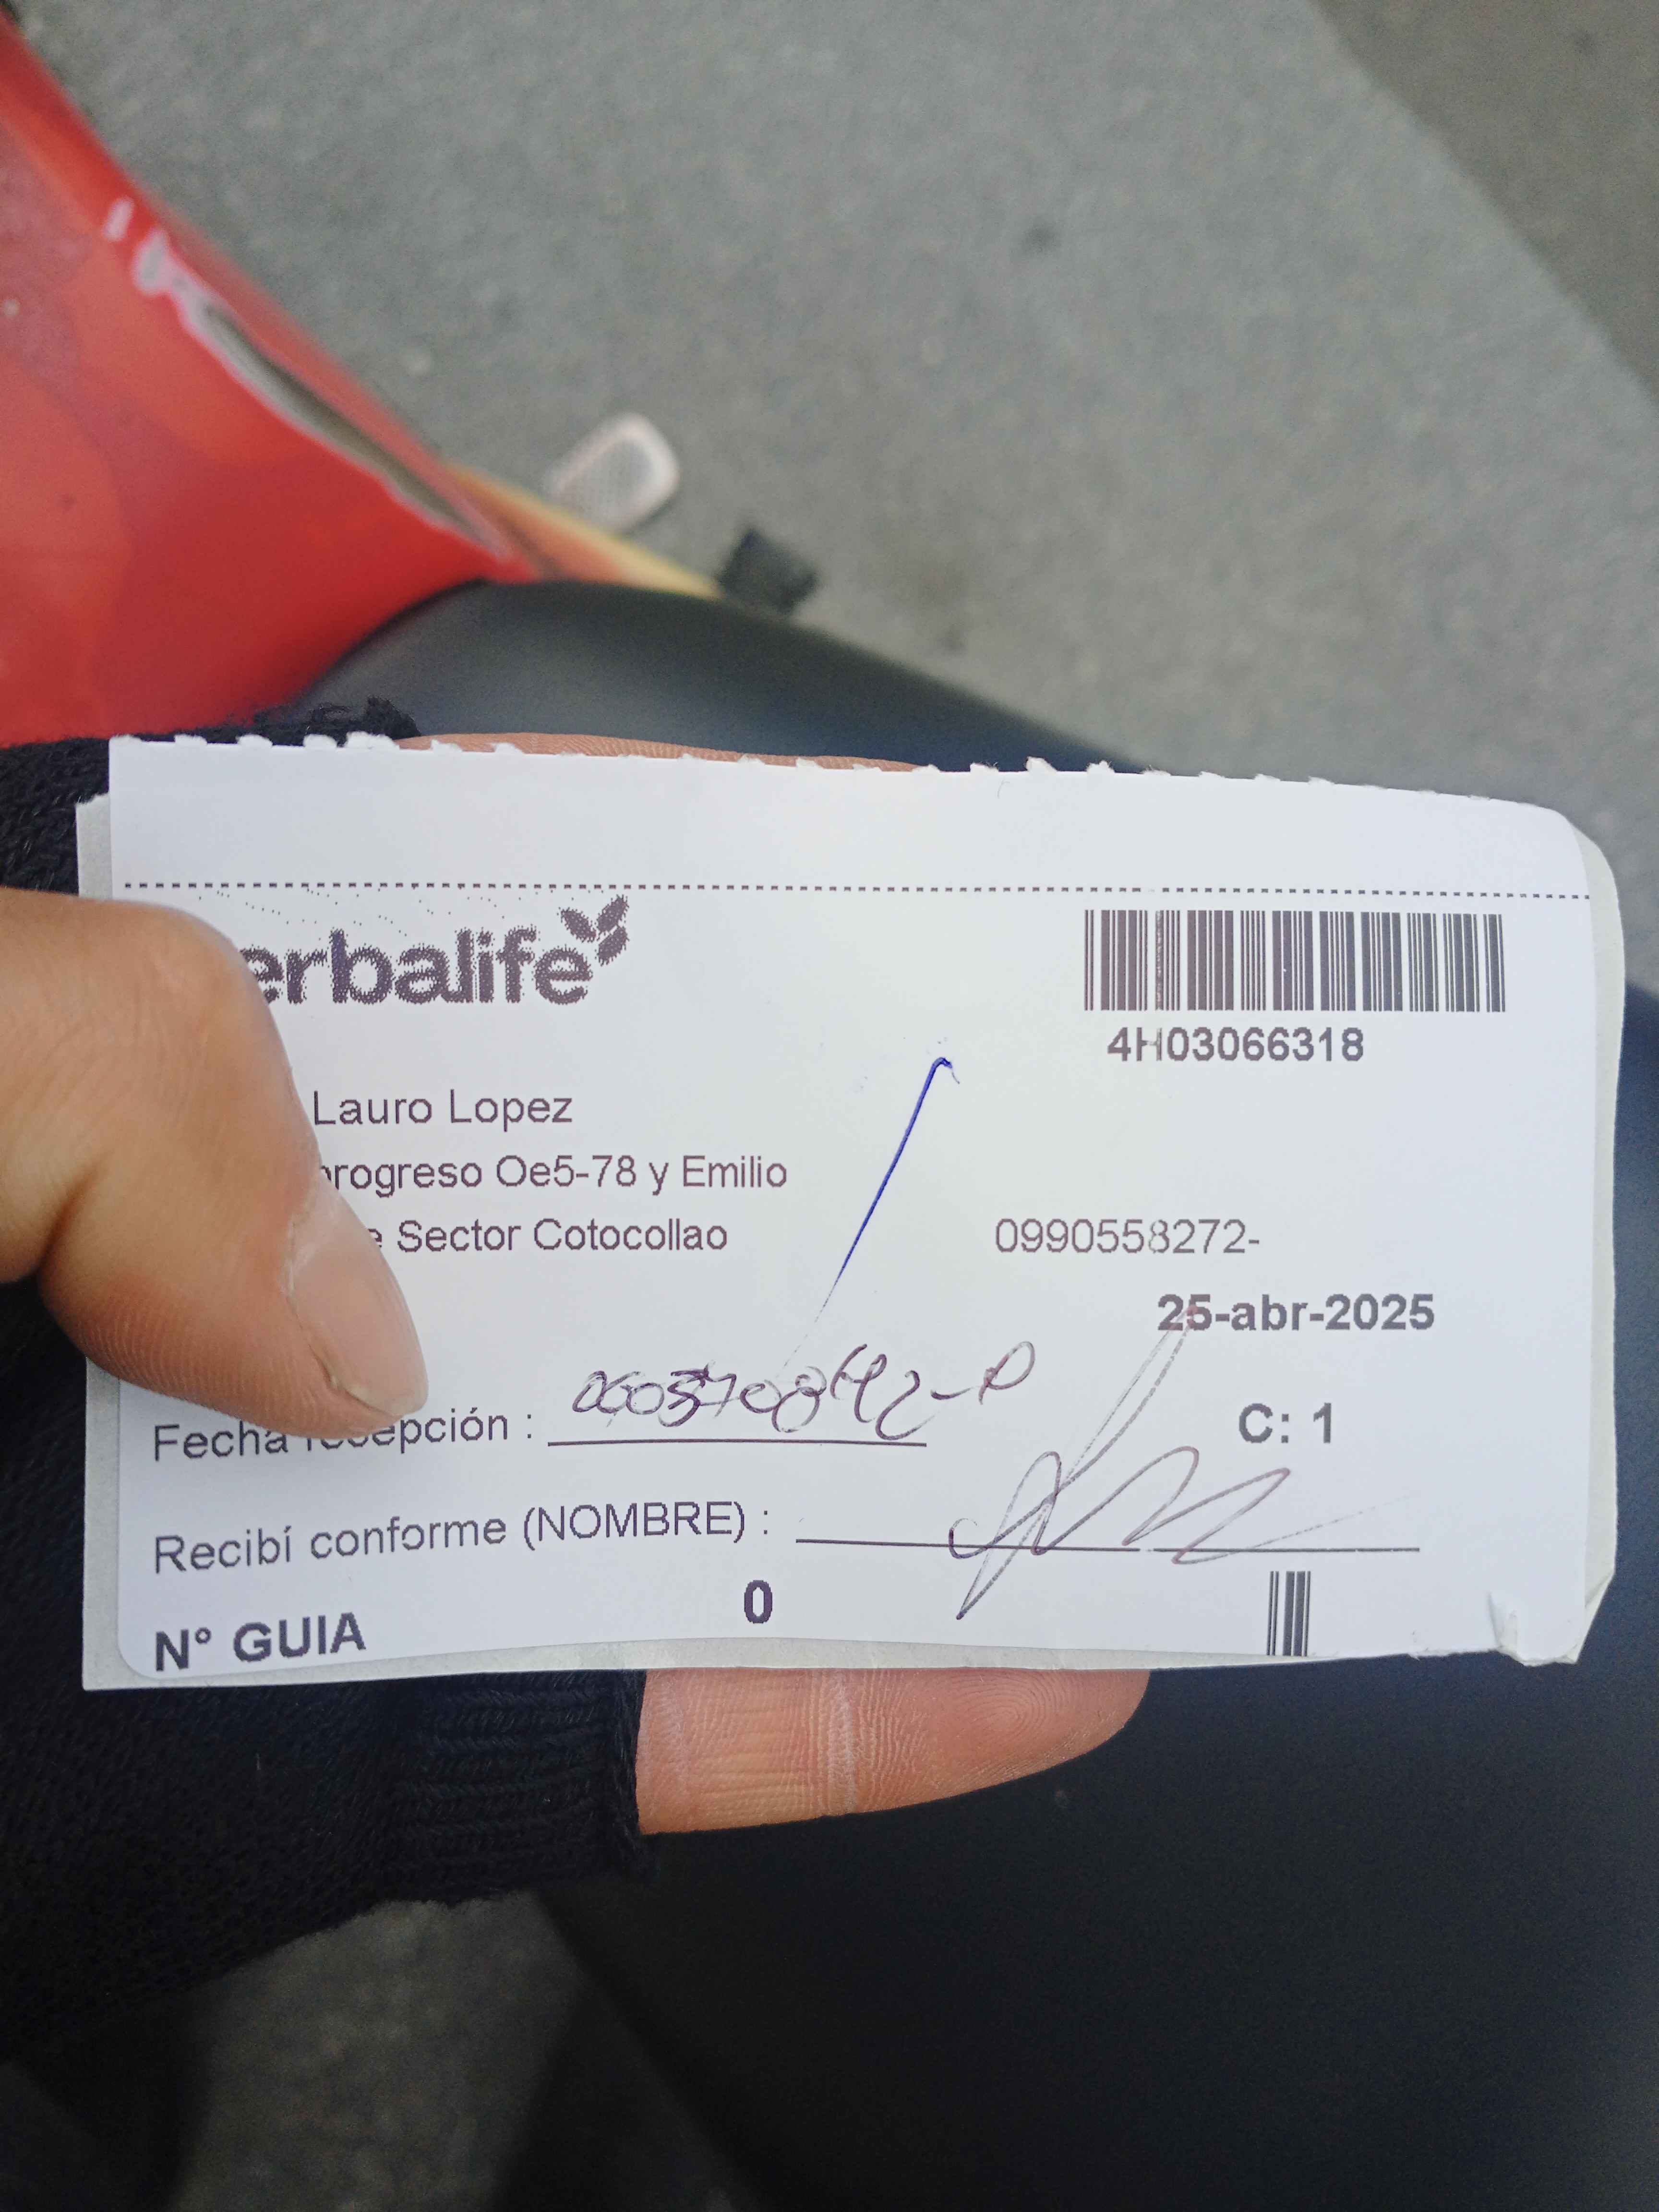 erbalife
4H03066318
Lauro Lopez
progreso Oe5-78 y Emilio
e Sector Cotocollao
0990558272-
25-abr-2025
Fecha recepción :
C: 1
Recibí conforme (NOMBRE) :
N° GUIA 0